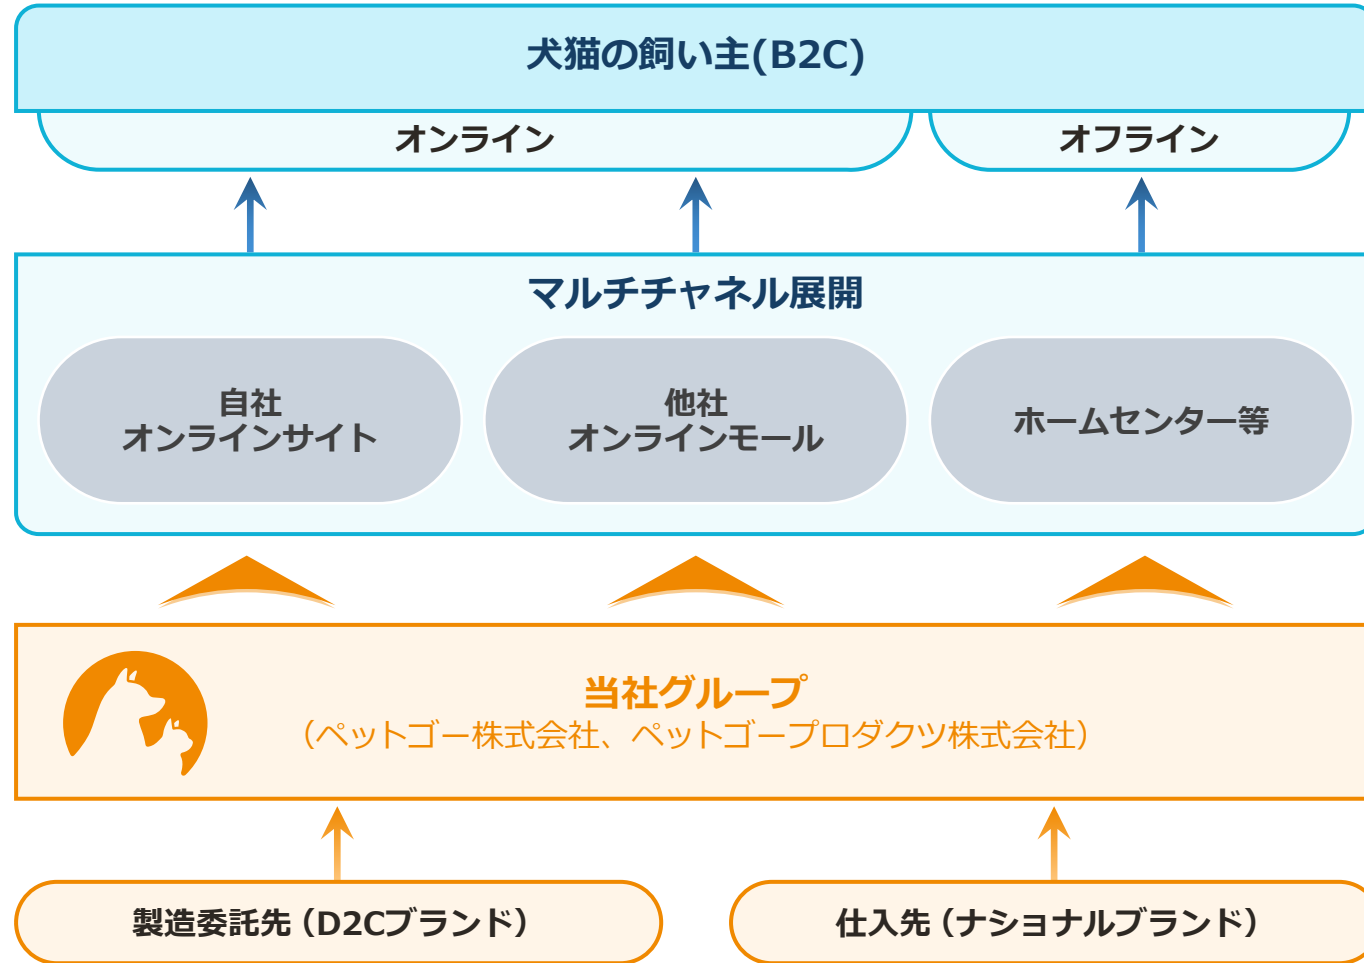 犬猫の飼い主(B2C)
オンライン
オフライン
マルチチャネル展開
自社
オンラインサイト
他社
オンラインモール
ホームセンター等
当社グループ
（ペットゴー株式会社、ペットゴープロダクツ株式会社）
製造委託先（D2Cブランド）
仕入先（ナショナルブランド）